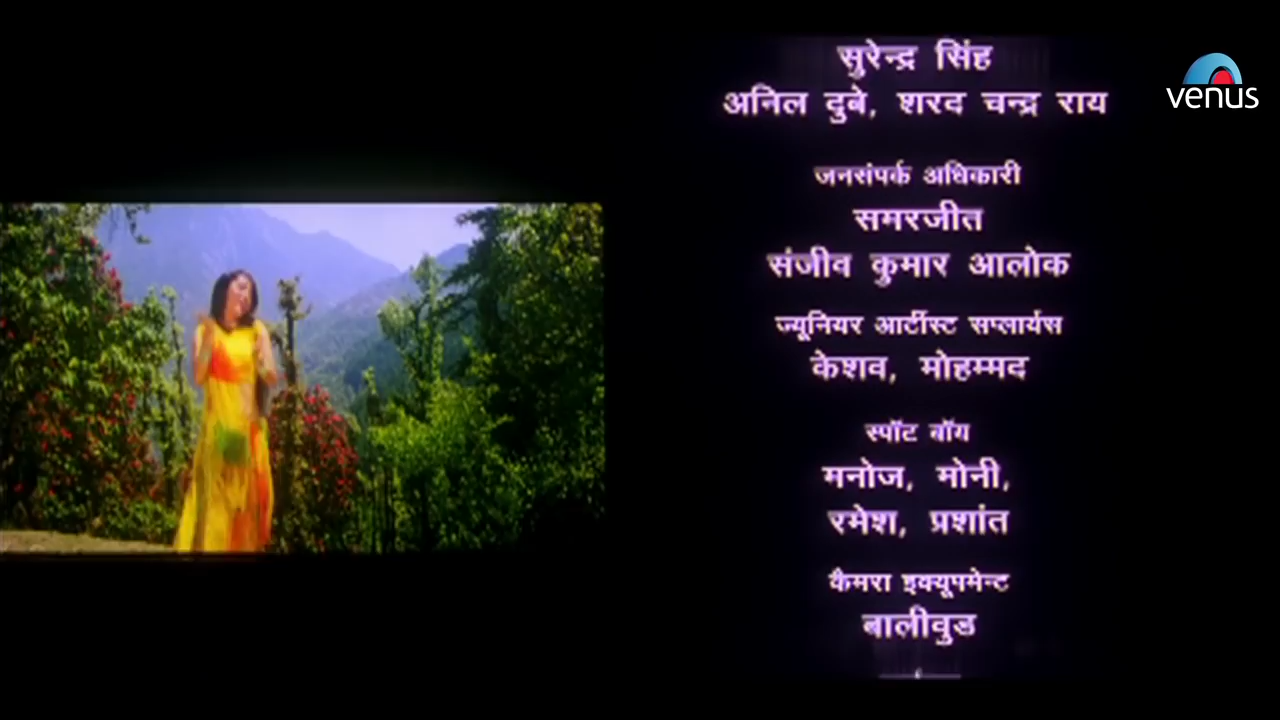 सुरेन्द्र सिंह
अनिल दुबे, शरद चन्द्र राय
venus
जनसंपर्क अधिकारी
समरजीत
संजीव कुमार आलोक
ज्यूनियर आर्टीस्ट सप्लार्यस
केशव, मोहम्मद
स्पॉट बॉय
मनोज, मोनी,
रमेश, प्रशांत
कैमरा इक्यूपमेन्ट
बालीवुड